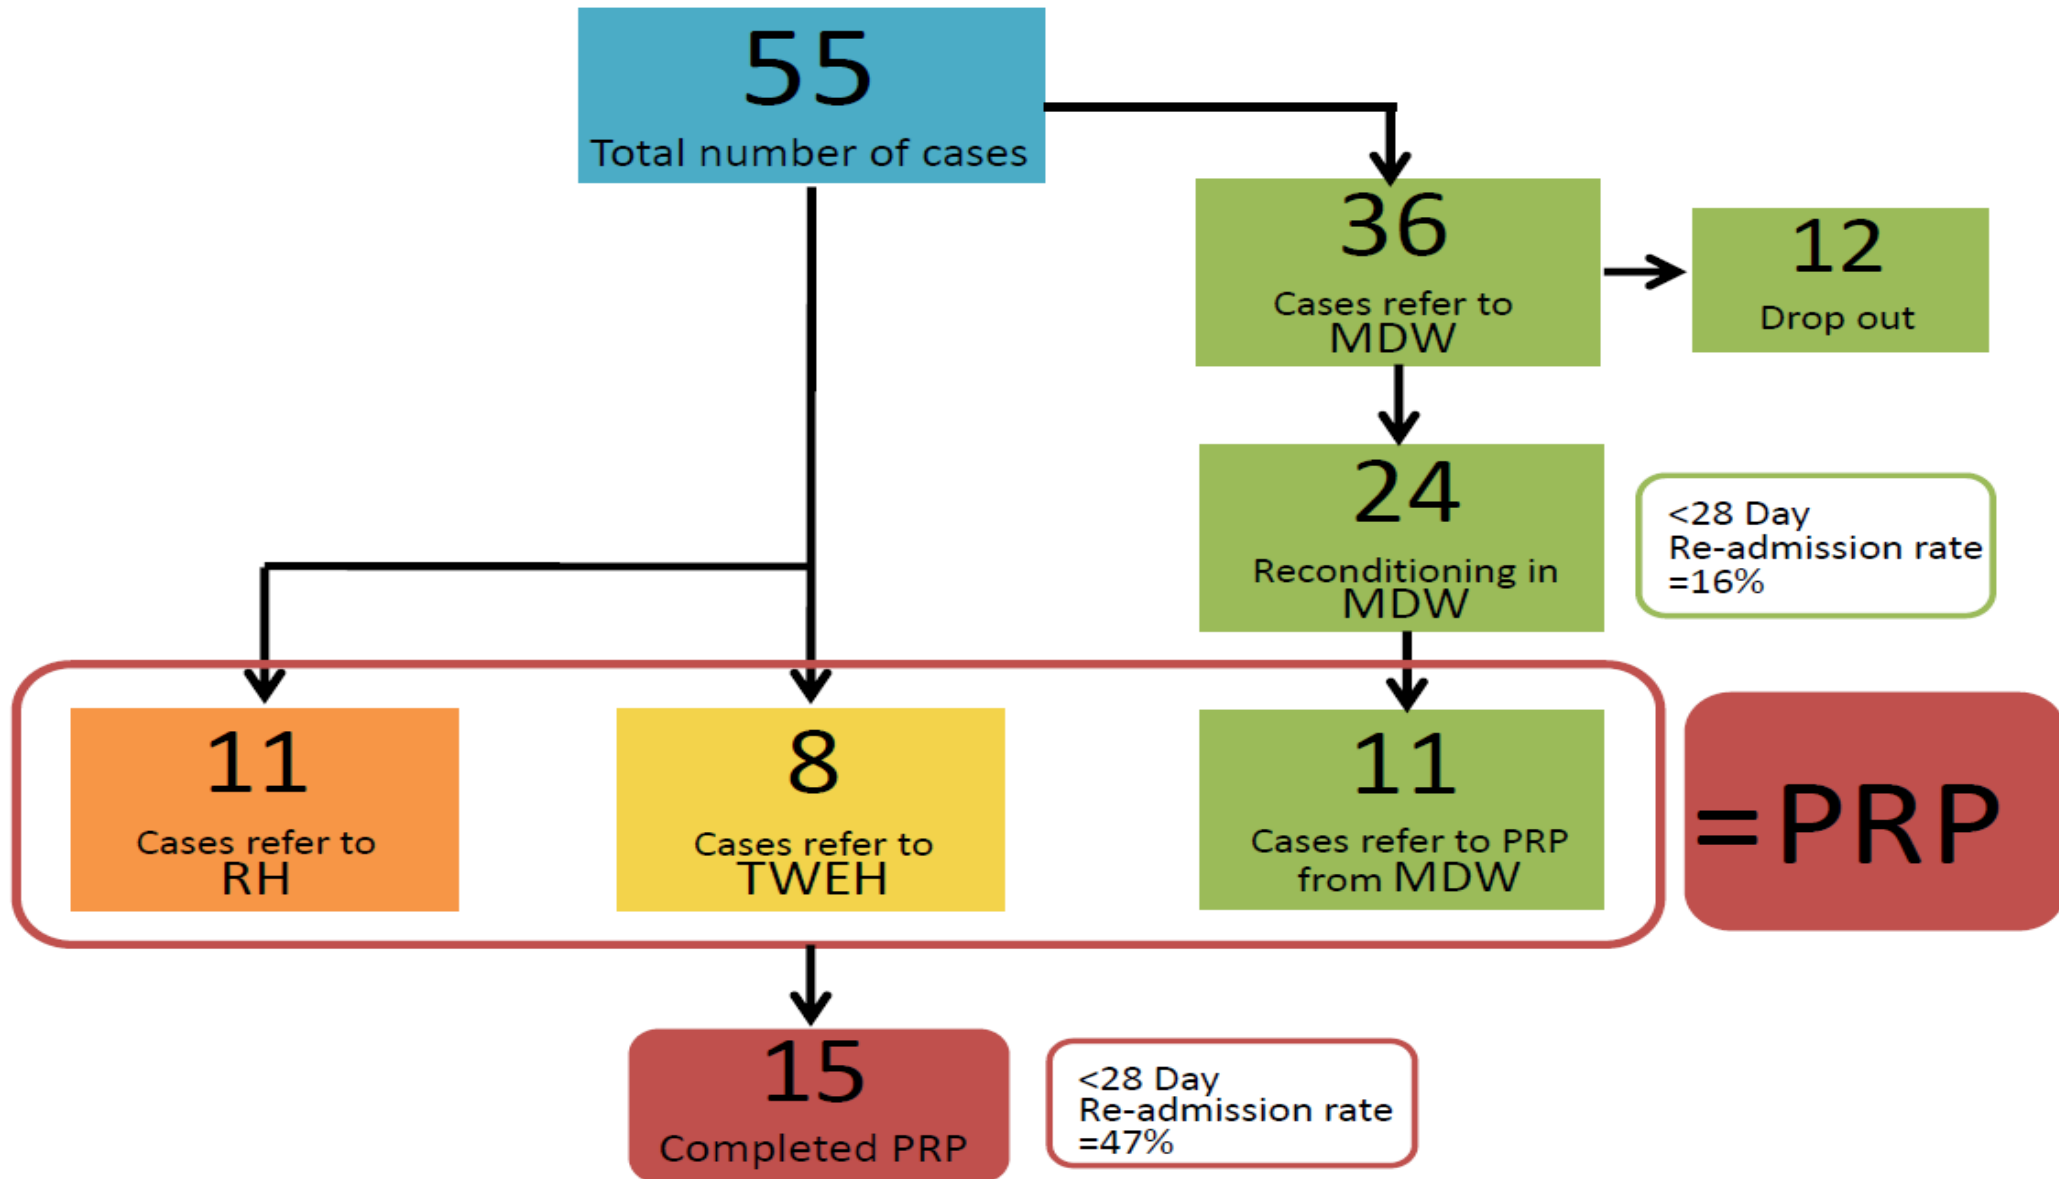 55
Total number of cases
36
Cases refer to
MDW
12
Drop out
24
Reconditioning in
MDW
<28 Day
Re-admission rate
=16%
11
Cases refer to
RH
8
Cases refer to
TWEH
11
Cases refer to PRP
from MDW
=PRP
15
Completed PRP
<28 Day
Re-admission rate
=47%